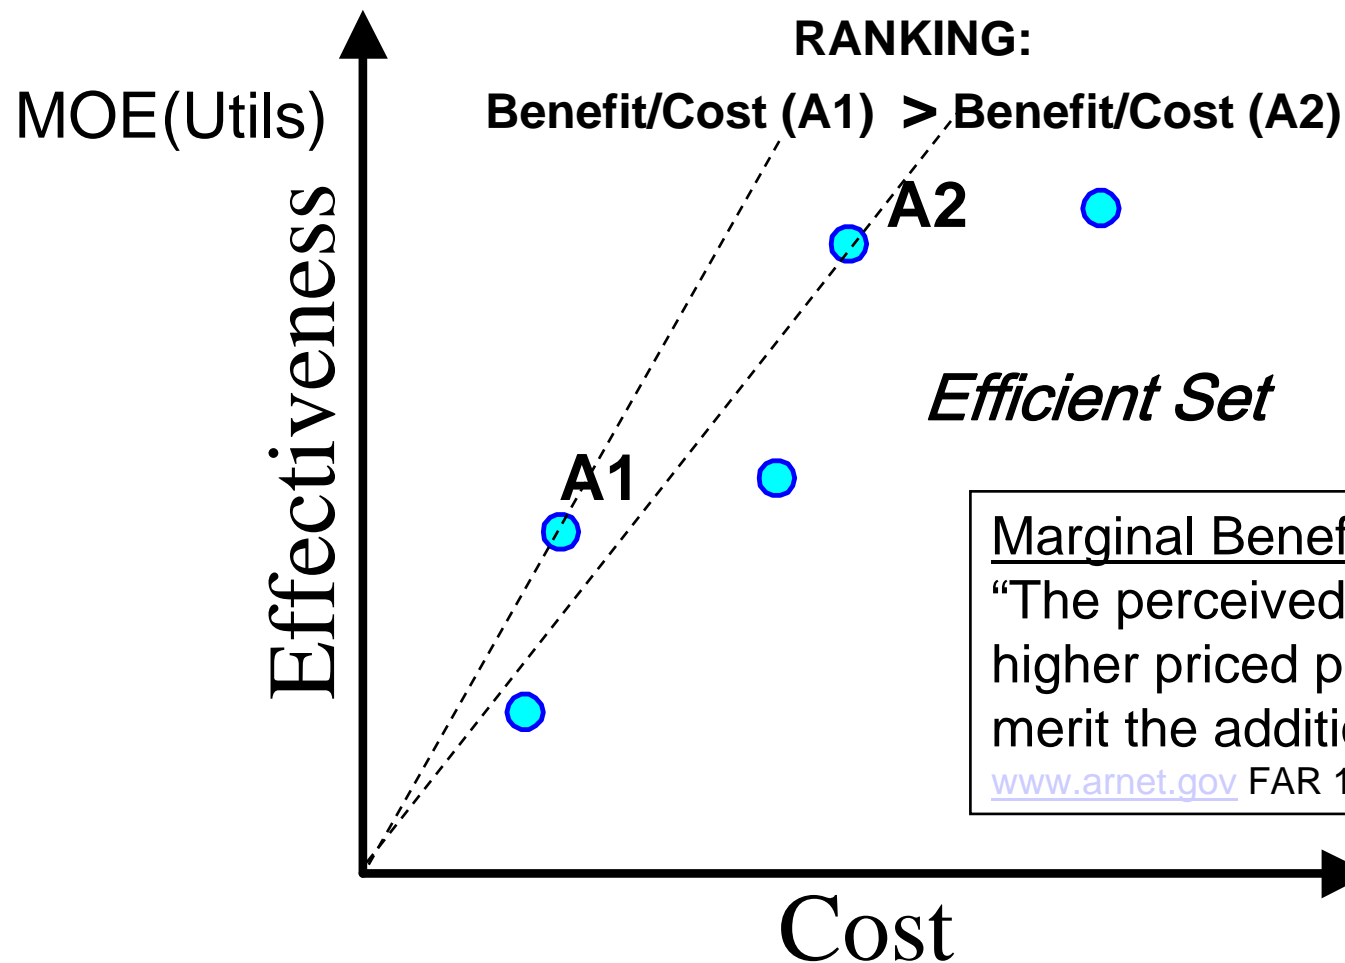 RANKING:
MOE(Utils)
Benefit/Cost (A1) > Benefit/Cost (A2)
A2
Effectiveness
Efficient Set
A1
Marginal Benef
“The perceived
higher priced p
merit the additi
www.arnet.gov FAR 1
Cost